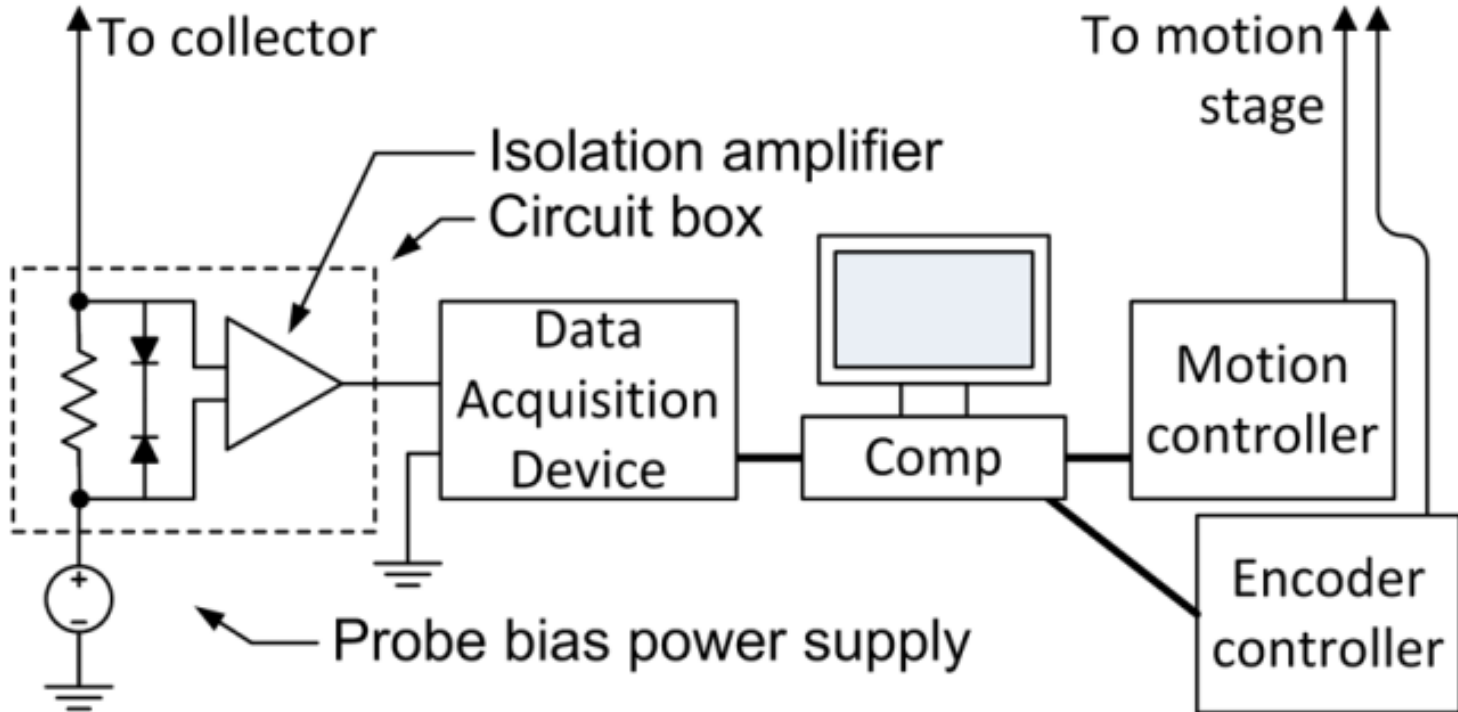 To collector
To motion
stage
Isolation amplifier
Circuit box
Data
Acquisition
Device
Comp
Motion
controller
Encoder
controller
+
-
Probe bias power supply